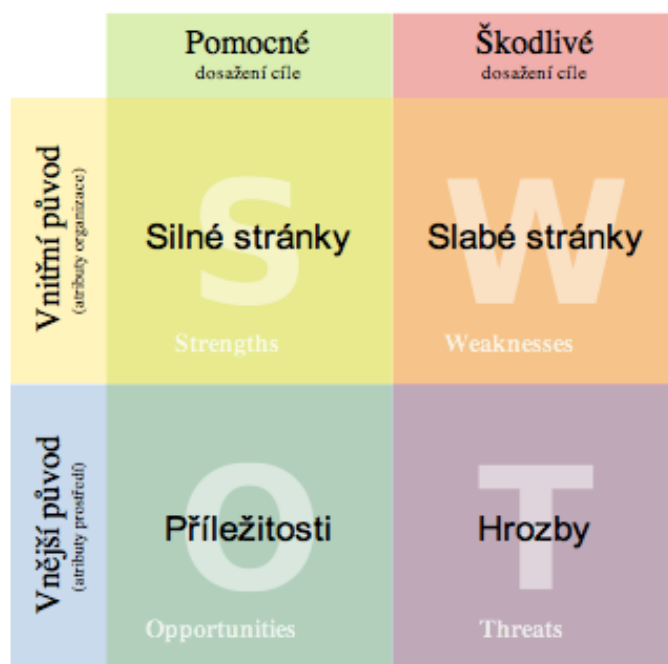 Pomocné
dosažení cíle
Škodlivé
dosažení cíle
Vnitřní původ
(atributy organizace)
S
Silné stránky
Strengths
W
Slabé stránky
Weaknesses
Vnější původ
(atributy prostředí)
O
Příležitosti
Opportunities
T
Hrozby
Threats